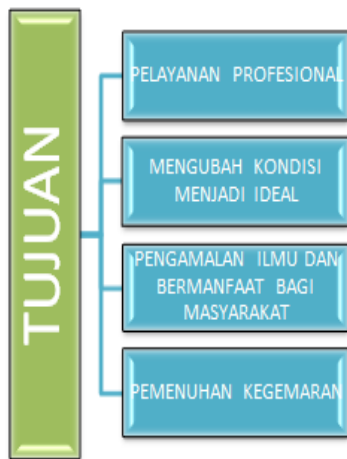 TUJUAN
PELAYANAN PROFESIONAL
MENGUBAH KONDISI
MENJADI IDEAL
PENGAMALAN ILMU DAN
BERMANFAAT BAGI
MASYARAKAT
PEMENUHAN KEGEMARAN